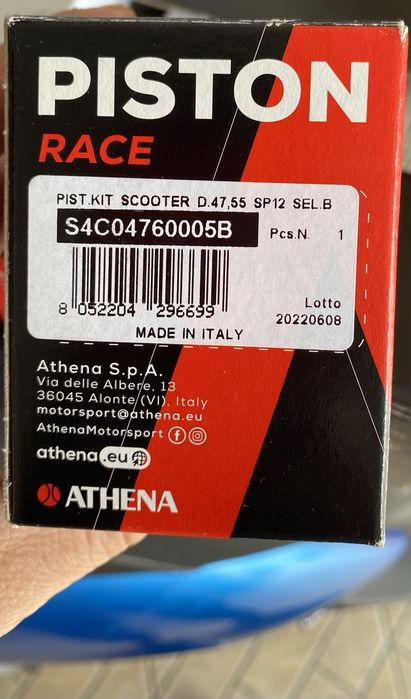 PISTON
RACE
PIST.KIT SCOOTER D.47,55 SP12 SEL.B
S4C04760005B Pcs.N. 1
8 052204 296699
Lotto
20220608
MADE IN ITALY
Athena S.p.A.
Via delle Albere, 13
36045 Alonte (VI), Italy
motorsport@athena.eu
AthenaMotorsport
athena.eu
ATHENA